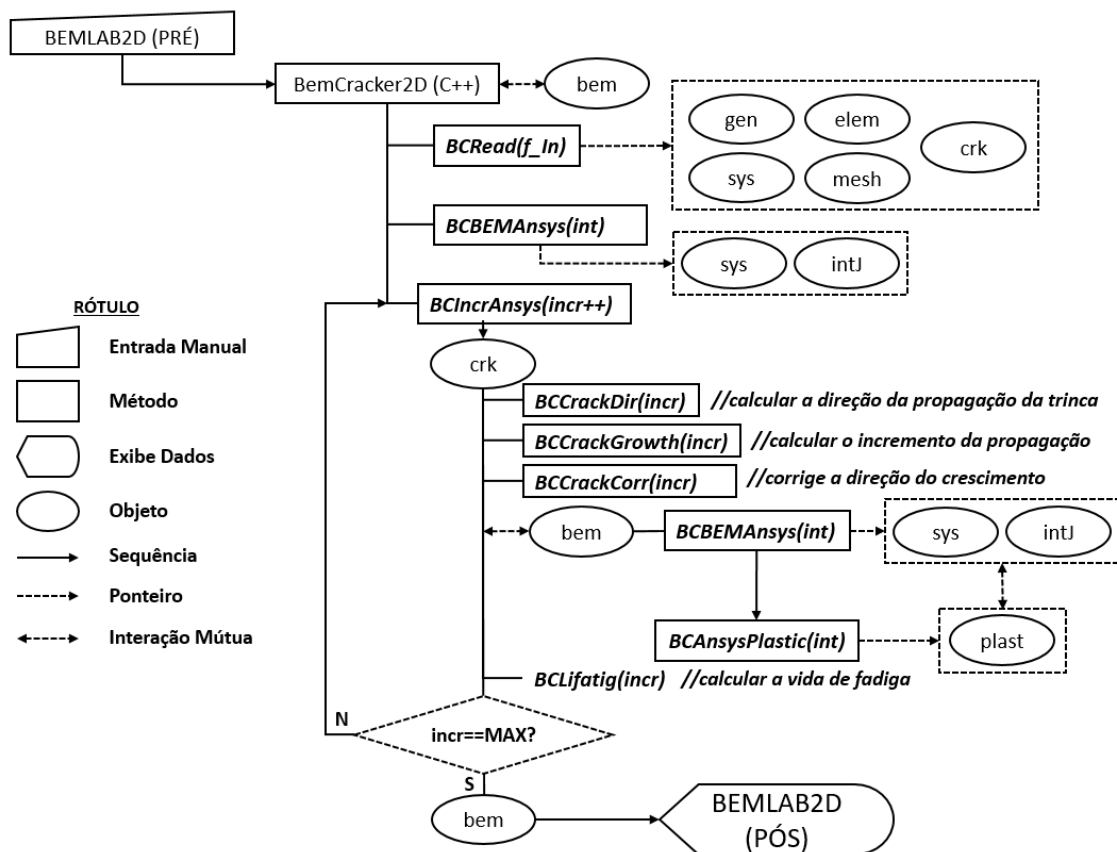 BEMLAB2D (PRÉ)
BemCracker2D (C++)
bem
BCRead(f_In)
gen
elem
crk
sys
mesh
BCBEMAnsys(int)
sys
intJ
BCIncrAnsys(incr++)
crk
RÓTULO
Entrada Manual
Método
Exibe Dados
Objeto
Sequência
Ponteiro
Interação Mútua
BCCrackDir(incr) //calcular a direção da propagação da trinca
BCCrackGrowth(incr) //calcular o incremento da propagação
BCCrackCorr(incr) //corrige a direção do crescimento
bem
BCBEMAnsys(int)
sys
intJ
BCAnsysPlastic(int)
plast
BCLifatig(incr) //calcular a vida de fadiga
N
incr==MAX?
S
bem
BEMLAB2D
(PÓS)